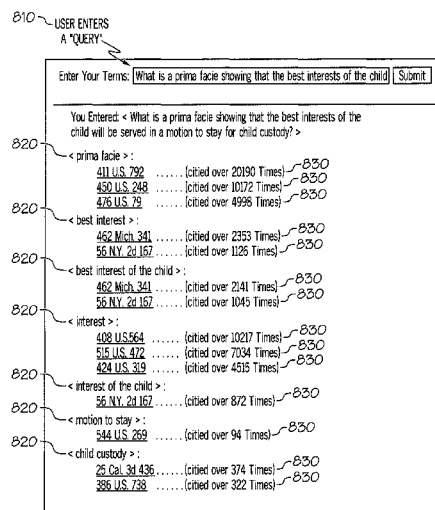 810 USER ENTERS
A "QUERY"
Enter Your Terms: What is a prima facie showing that the best interests of the child Submit
You Entered: < What is a prima facie showing that the best interests of the
child will be served in a motion to stay for child custody? >
820 < prima facie > :
411 U.S. 792 ...... (citied over 20190 Times) 830
450 U.S. 248 ...... (citied over 10172 Times) 830
476 U.S. 79 ...... (citied over 4998 Times) 830
820 < best interest > :
462 Mich. 341 ...... (citied over 2353 Times) 830
56 N.Y. 2d 167 ...... (citied over 1126 Times) 830
820 < best interest of the child > :
462 Mich. 341 ...... (citied over 2141 Times) 830
56 N.Y. 2d 167 ...... (citied over 1045 Times) 830
820 < interest > :
408 U.S.564 ...... (citied over 10217 Times) 830
515 U.S. 472 ...... (citied over 7034 Times) 830
424 U.S. 319 ...... (citied over 4515 Times) 830
820 < interest of the child > :
56 N.Y. 2d 167 ...... (citied over 872 Times) 830
820 < motion to stay > :
544 U.S. 269 ...... (citied over 94 Times) 830
820 < child custody > :
25 Cal. 3d 436 ...... (citied over 374 Times) 830
386 U.S. 738 ...... (citied over 322 Times) 830